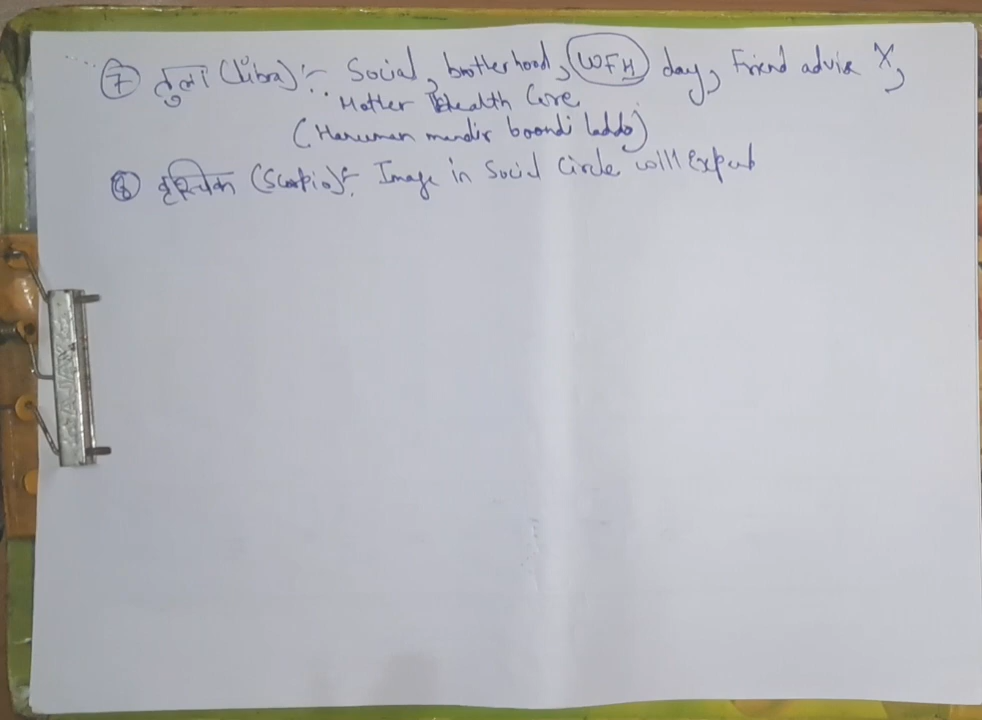 ⑦ तुला (Libra):- Social, brotherhood, WFH day, Friend advice X,
Mother Health Care
(Hanuman mandir boondi laddo)
⑧ वृश्चिक (Scorpio):- Image in Social Circle will
AJAY